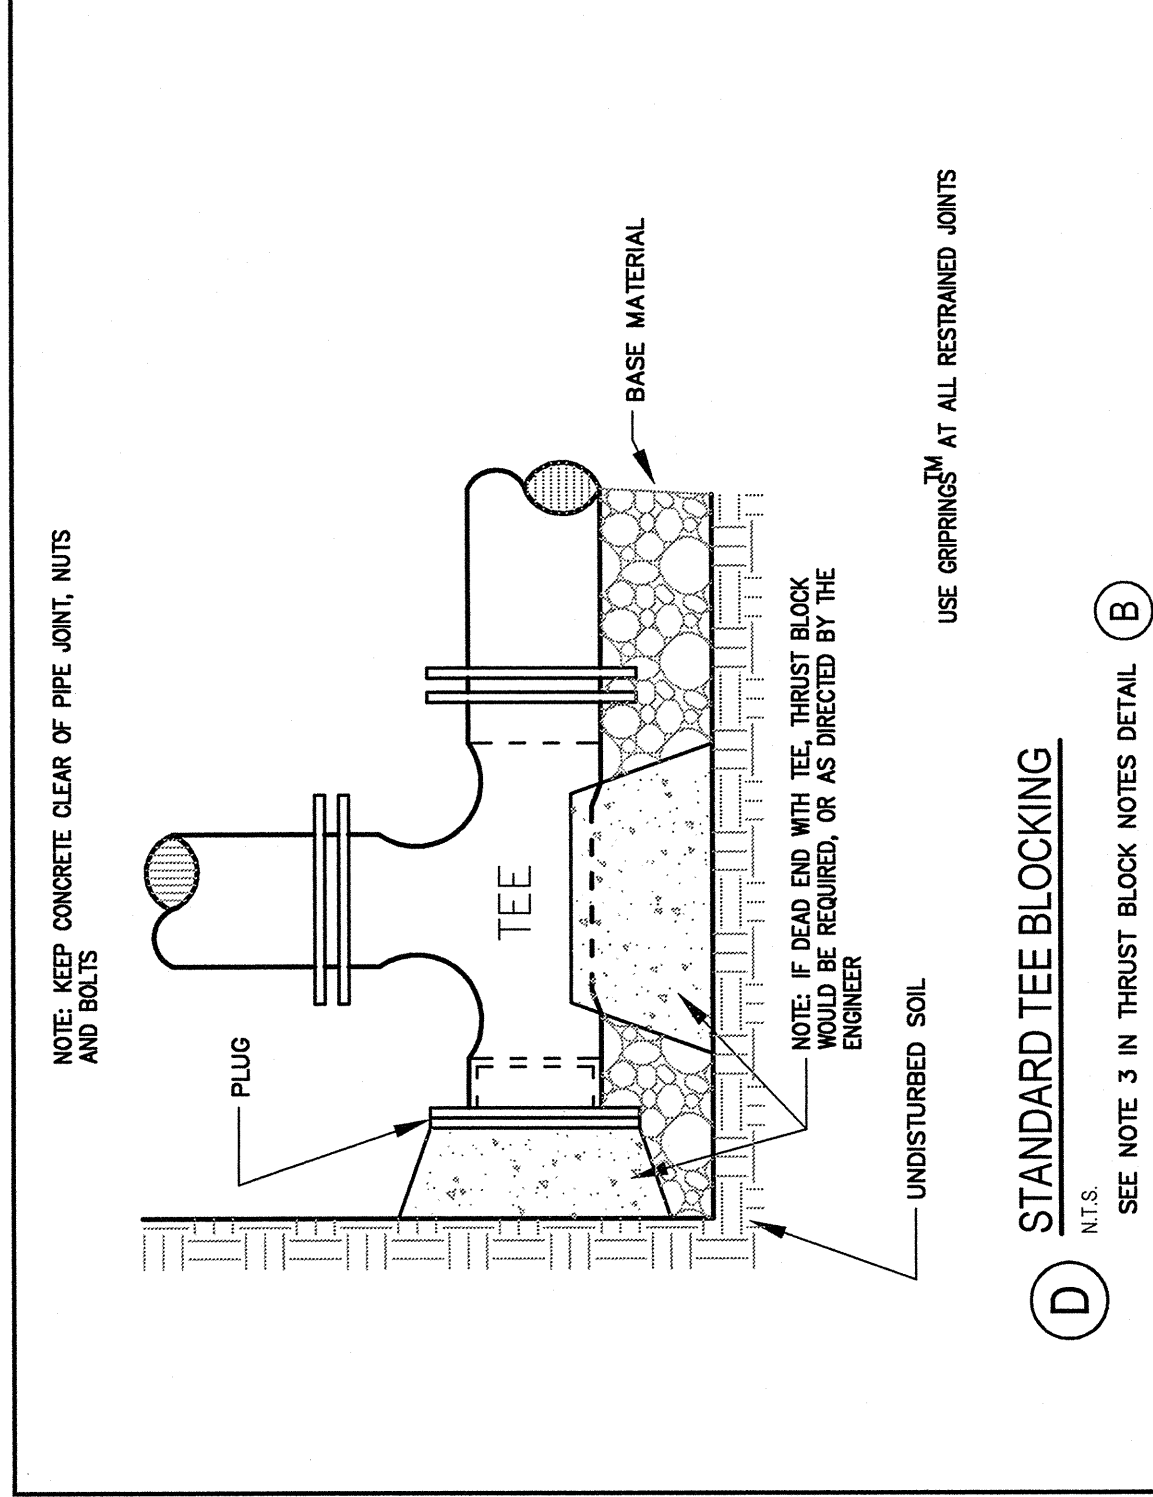 NOTE: KEEP CONCRETE CLEAR OF PIPE JOINT, NUTS
AND BOLTS
PLUG
TEE
BASE MATERIAL
NOTE: IF DEAD END WITH TEE, THRUST BLOCK
WOULD BE REQUIRED, OR AS DIRECTED BY THE
ENGINEER
UNDISTURBED SOIL
USE GRIPRINGS™ AT ALL RESTRAINED JOINTS
D STANDARD TEE BLOCKING
N.T.S.
SEE NOTE 3 IN THRUST BLOCK NOTES DETAIL B